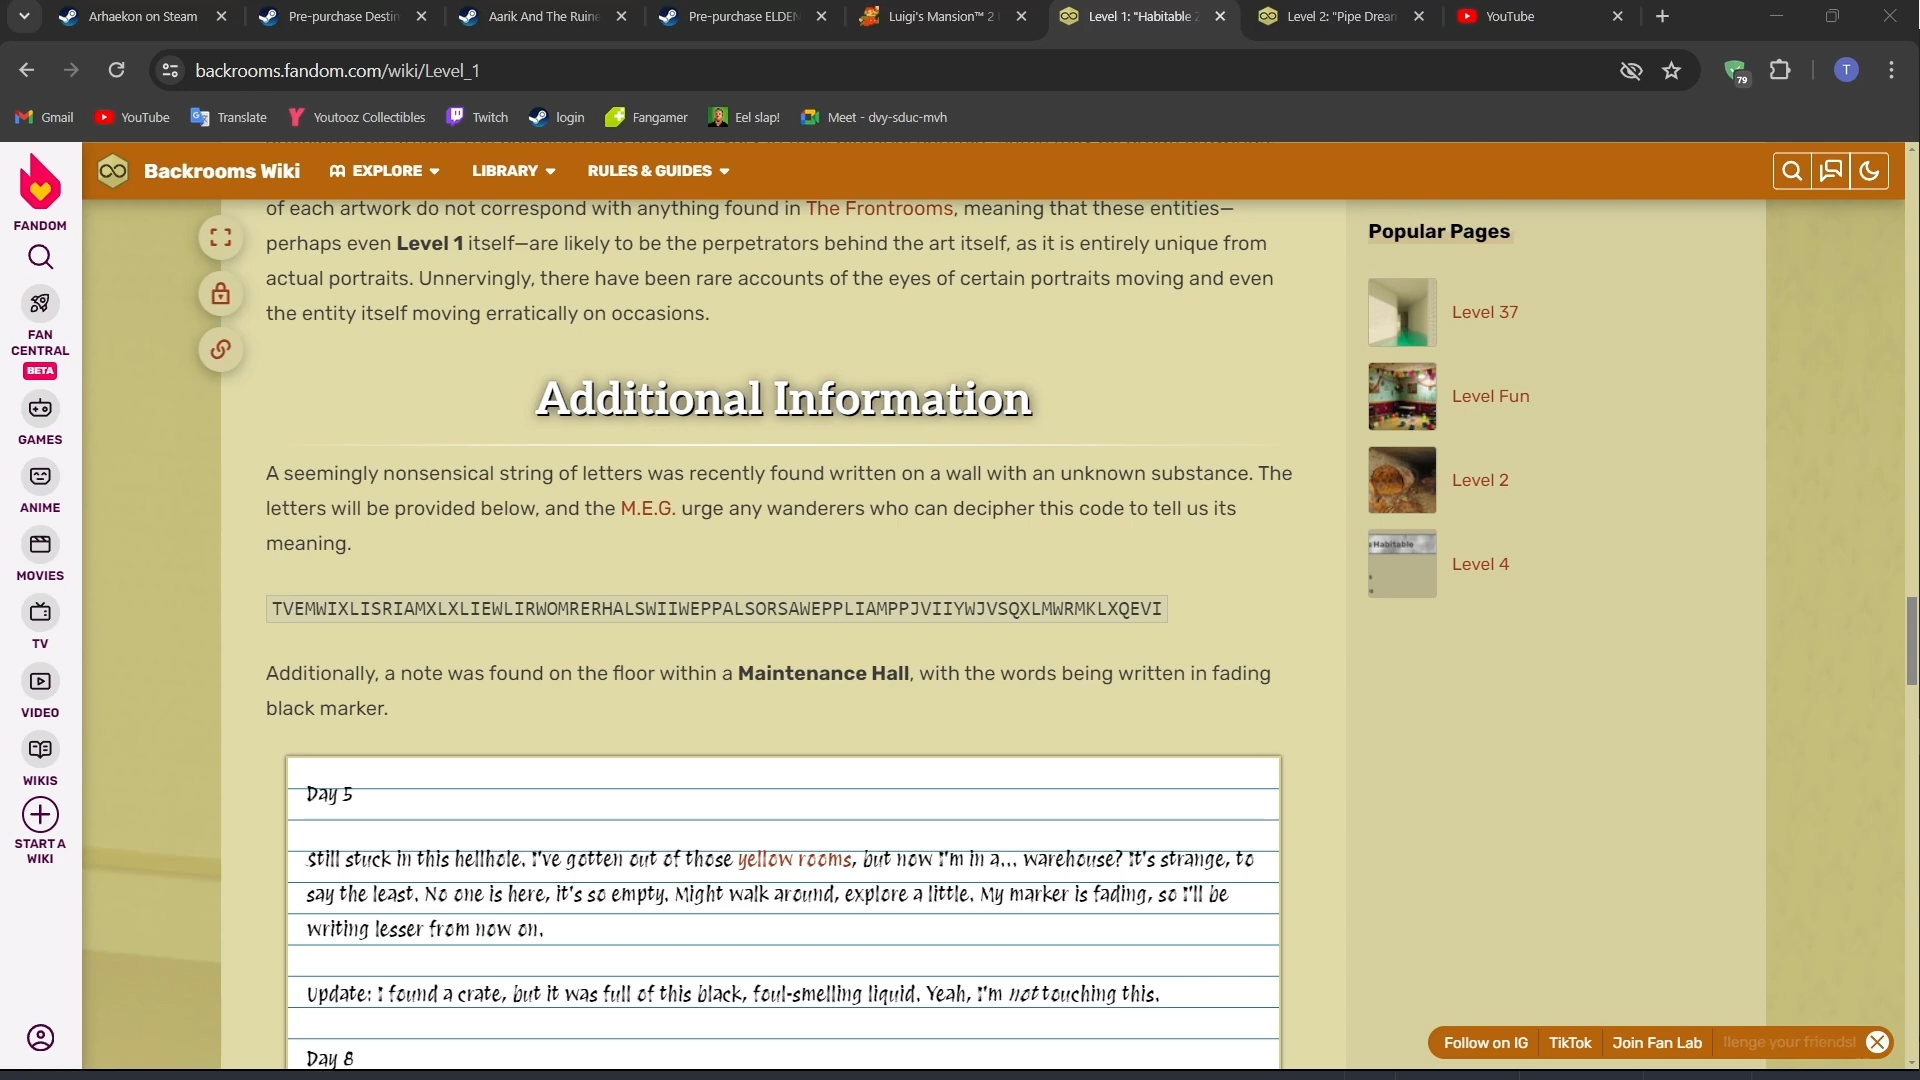 Arhaekon on Steam
Pre-purchase Destin
Aarik And The Ruine
Pre-purchase ELDEN
Luigi's Mansion™ 2
Level 1: "Habitable Z
Level 2: "Pipe Dream
YouTube
backrooms.fandom.com/wiki/Level_1
79
T
Gmail
YouTube
Translate
Youtooz Collectibles
Twitch
login
Fangamer
Eel slap!
Meet - dvy-sduc-mvh
Backrooms Wiki
EXPLORE
LIBRARY
RULES & GUIDES
FANDOM
FAN
CENTRAL
BETA
GAMES
ANIME
MOVIES
TV
VIDEO
WIKIS
START A
WIKI
of each artwork do not correspond with anything found in The Frontrooms, meaning that these entities—
perhaps even Level 1 itself—are likely to be the perpetrators behind the art itself, as it is entirely unique from
actual portraits. Unnervingly, there have been rare accounts of the eyes of certain portraits moving and even
the entity itself moving erratically on occasions.
Additional Information
A seemingly nonsensical string of letters was recently found written on a wall with an unknown substance. The
letters will be provided below, and the M.E.G. urge any wanderers who can decipher this code to tell us its
meaning.
TVEMWIXLISRIAMXLXLIEWLIRWOMRERHALSWIIWEPPALSORSAWEPPLIAMPPJVIIYWJVSQXLMWRMKLXQEVI
Additionally, a note was found on the floor within a Maintenance Hall, with the words being written in fading
black marker.
Day 5
Still stuck in this hellhole. I've gotten out of those yellow rooms, but now I'm in a... warehouse? It's strange, to
say the least. No one is here, it's so empty. Might walk around, explore a little. My marker is fading, so I'll be
writing lesser from now on.
Update: I found a crate, but it was full of this black, foul-smelling liquid. Yeah, I'm not touching this.
Day 8
Popular Pages
Level 37
Level Fun
Level 2
Habitable
Level 4
Follow on IG
TikTok
Join Fan Lab
llenge your friends!